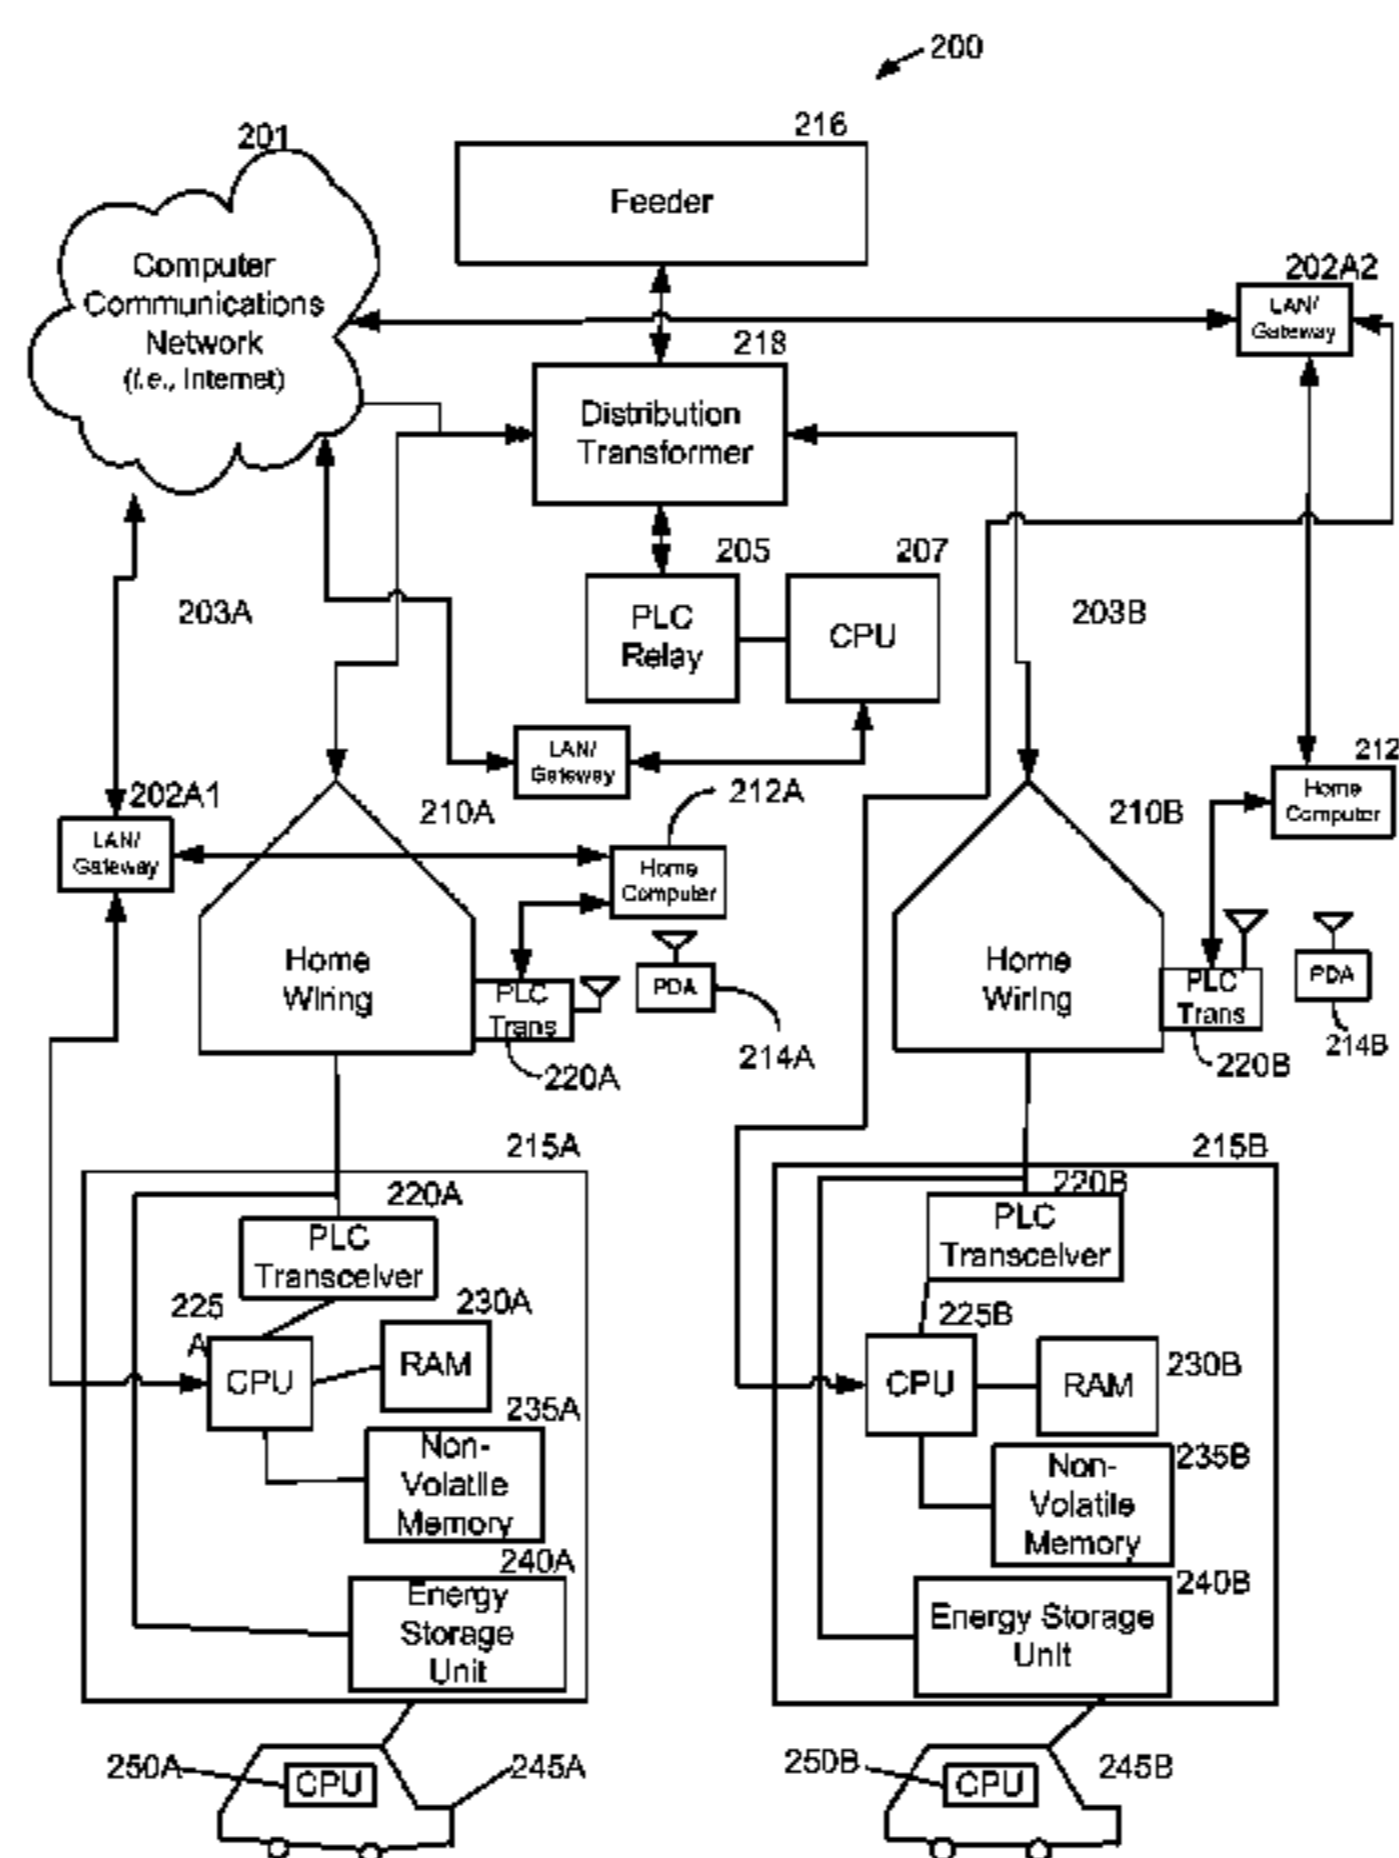 200
201
216
Feeder
Computer
Communications
Network
(i.e., Internet)
202A2
LAN/
Gateway
218
Distribution
Transformer
205
207
PLC
Relay
CPU
203A
203B
LAN/
Gateway
202A1
LAN/
Gateway
210A
212A
Home
Computer
210B
212
Home
Computer
Home
Wiring
PLC
Trans
PDA
214A
220A
Home
Wiring
PLC
Trans
PDA
214B
220B
215A
220A
PLC
Transceiver
225
A
CPU
230A
RAM
235A
Non-
Volatile
Memory
240A
Energy
Storage
Unit
250A
CPU
245A
215B
220B
PLC
Transceiver
225B
CPU
RAM
230B
Non-
Volatile
Memory
235B
Energy Storage
Unit
240B
250B
CPU
245B